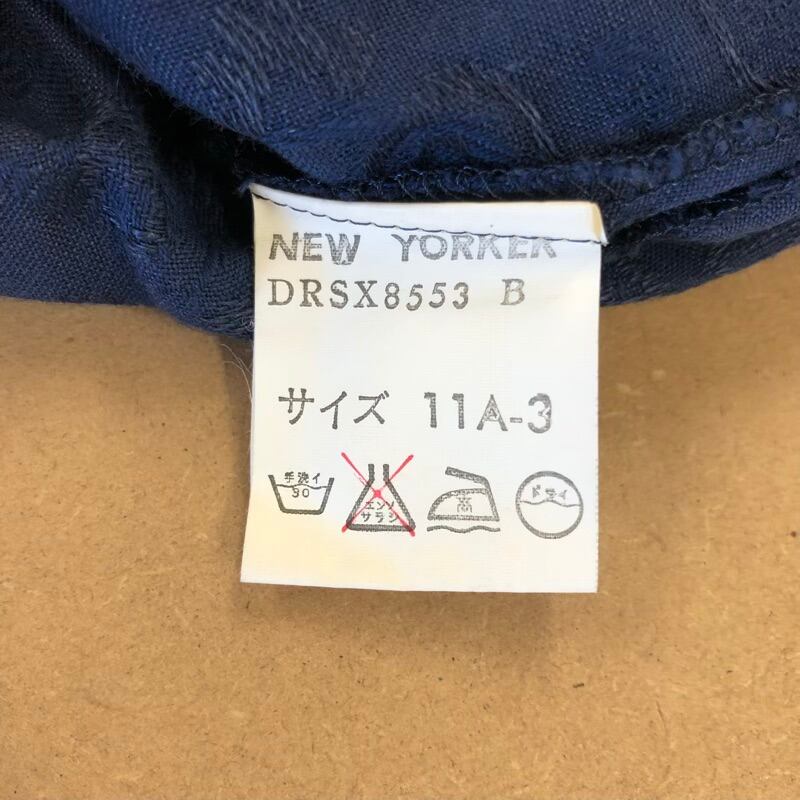 NEW YORKER
DRSX8553 B
サイズ 11A-3
手洗イ
30
エンソ
サラシ
高
ドライ